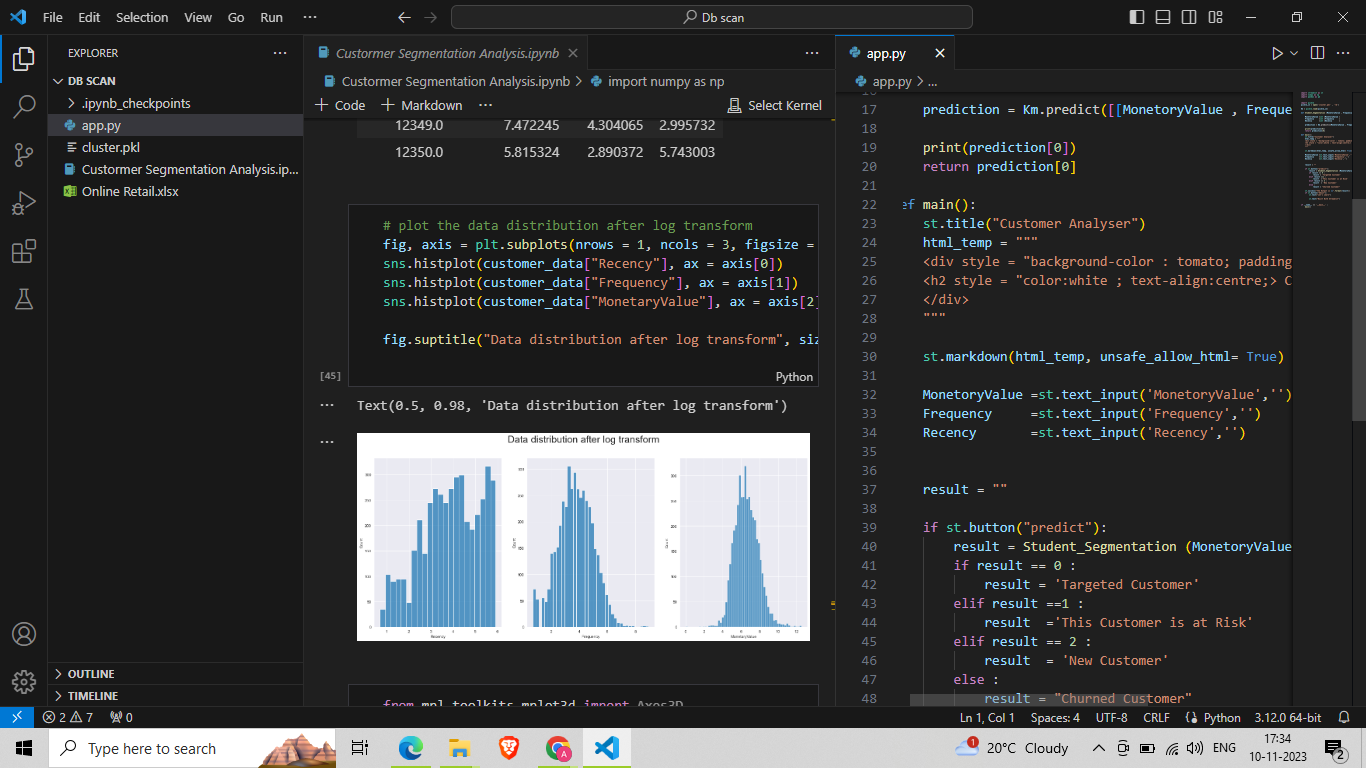 File Edit Selection View Go Run ···
Db scan
EXPLORER ···
DB SCAN
.ipynb_checkpoints
app.py
cluster.pkl
Custormer Segmentation Analysis.ip...
Online Retail.xlsx
OUTLINE
TIMELINE
Custormer Segmentation Analysis.ipynb
Custormer Segmentation Analysis.ipynb > import numpy as np
+ Code + Markdown ··· Select Kernel
12349.0 7.472245 4.304065 2.995732
12350.0 5.815324 2.890372 5.743003
# plot the data distribution after log transform
fig, axis = plt.subplots(nrows = 1, ncols = 3, figsize =
sns.histplot(customer_data["Recency"], ax = axis[0])
sns.histplot(customer_data["Frequency"], ax = axis[1])
sns.histplot(customer_data["MonetaryValue"], ax = axis[2]
fig.suptitle("Data distribution after log transform", siz
[45]
Python
Text(0.5, 0.98, 'Data distribution after log transform')
Data distribution after log transform
Recency Frequency MonetaryValue
from mpl_toolkits.mplot3d import Axes3D
app.py
app.py > ...
17 prediction = Km.predict([[MonetoryValue , Freque
18
19 print(prediction[0])
20 return prediction[0]
21
22 ef main():
23 st.title("Customer Analyser")
24 html_temp = """
25 <div style = "background-color : tomato; padding
26 <h2 style = "color:white ; text-align:centre;> C
27 </div>
28 """
29
30 st.markdown(html_temp, unsafe_allow_html= True)
31
32 MonetoryValue =st.text_input('MonetoryValue','')
33 Frequency =st.text_input('Frequency','')
34 Recency =st.text_input('Recency','')
35
36
37 result = ""
38
39 if st.button("predict"):
40 result = Student_Segmentation (MonetoryValue
41 if result == 0 :
42 result = 'Targeted Customer'
43 elif result ==1 :
44 result ='This Customer is at Risk'
45 elif result == 2 :
46 result = 'New Customer'
47 else :
48 result = "Churned Customer"
2 7 0
Ln 1, Col 1 Spaces: 4 UTF-8 CRLF Python 3.12.0 64-bit
Type here to search
1 20°C Cloudy ENG 17:34
10-11-2023
2